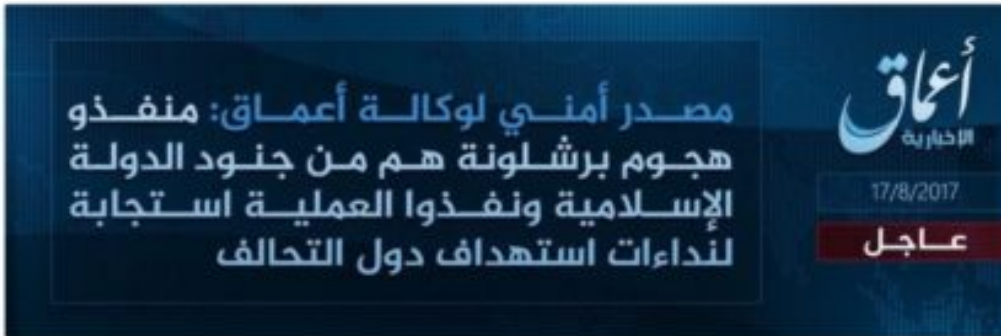 مصدر أمني لوكالة أعماق: منفذو
هجوم برشلونة هم من جنود الدولة
الإسلامية ونفذوا العملية استجابة
لنداءات استهداف دول التحالف
أعماق
الإخبارية
17/8/2017
عاجل